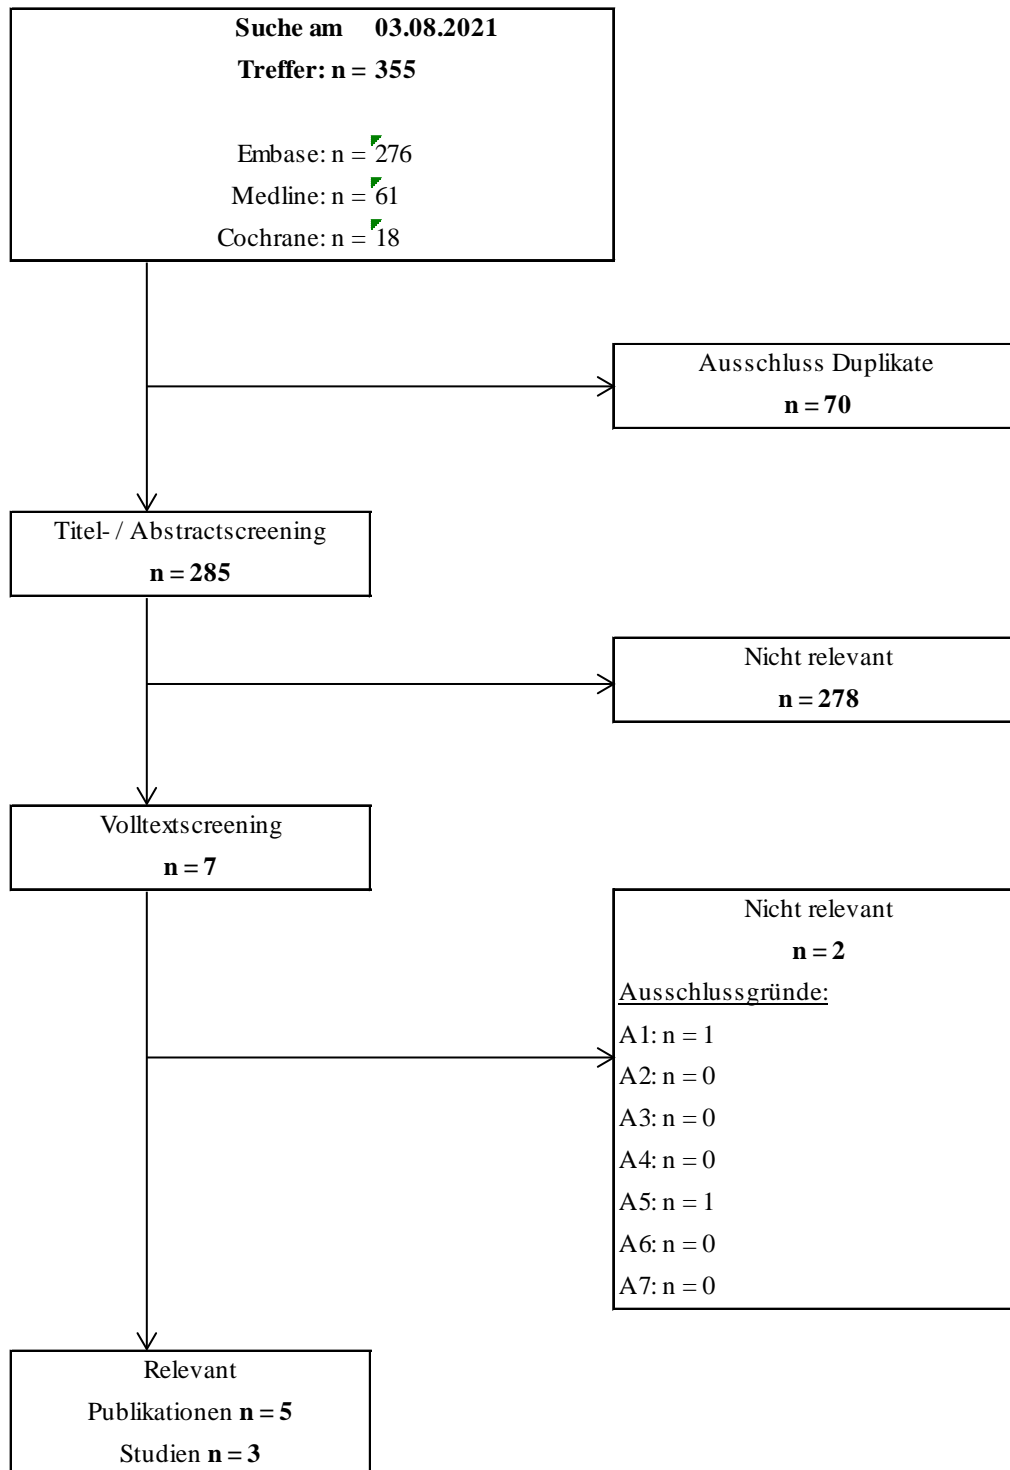 Suche am 03.08.2021
Treffer: n = 355
Embase: n = 276
Medline: n = 61
Cochrane: n = 18
Ausschluss Duplikate
n = 70
Titel- / Abstractscreening
n = 285
Nicht relevant
n = 278
Volltextscreening
n = 7
Nicht relevant
n = 2
Ausschlussgründe:
A1: n = 1
A2: n = 0
A3: n = 0
A4: n = 0
A5: n = 1
A6: n = 0
A7: n = 0
Relevant
Publikationen n = 5
Studien n = 3